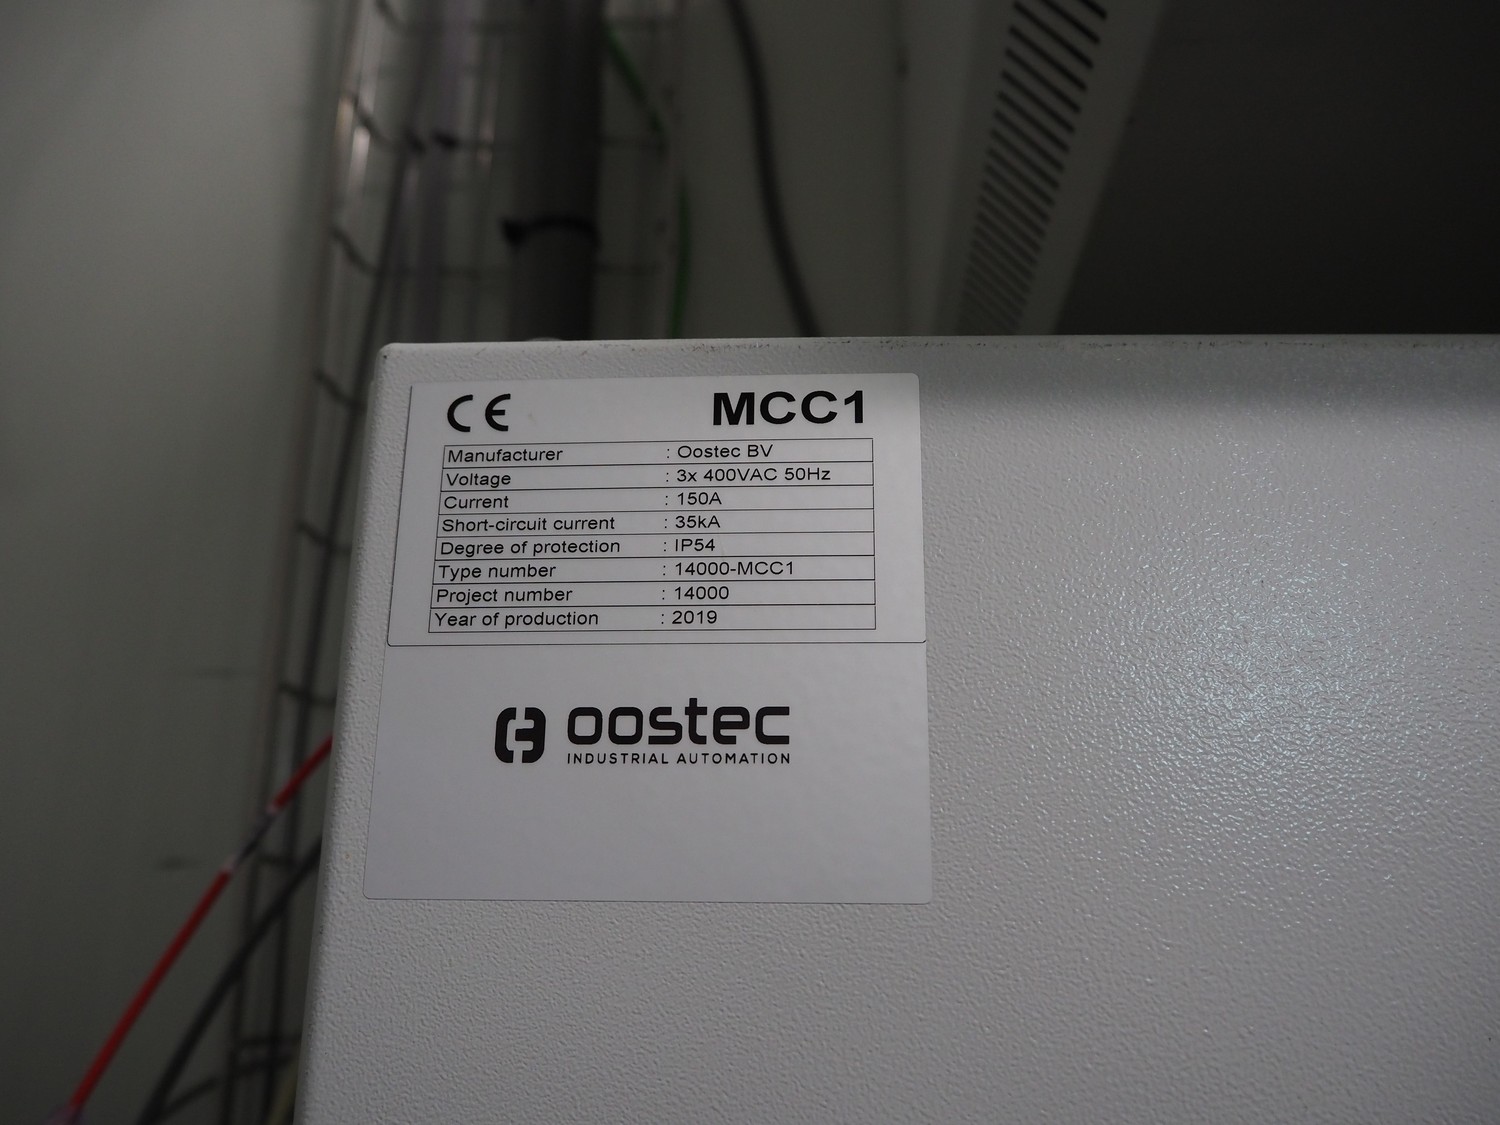 CE MCC1
Manufacturer : Oostec BV
Voltage : 3x 400VAC 50Hz
Current : 150A
Short-circuit current : 35kA
Degree of protection : IP54
Type number : 14000-MCC1
Project number : 14000
Year of production : 2019
oostec
INDUSTRIAL AUTOMATION